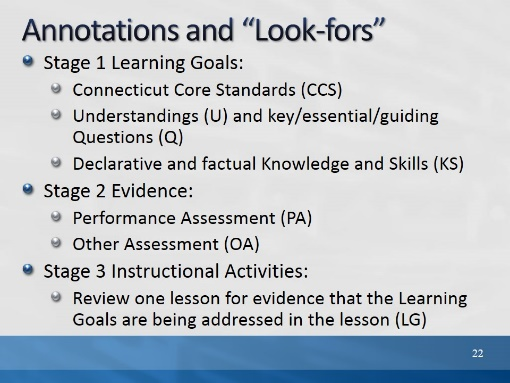 Annotations and “Look-fors”
Stage 1 Learning Goals:
Connecticut Core Standards (CCS)
Understandings (U) and key/essential/guiding
Questions (Q)
Declarative and factual Knowledge and Skills (KS)
Stage 2 Evidence:
Performance Assessment (PA)
Other Assessment (OA)
Stage 3 Instructional Activities:
Review one lesson for evidence that the Learning
Goals are being addressed in the lesson (LG)
22